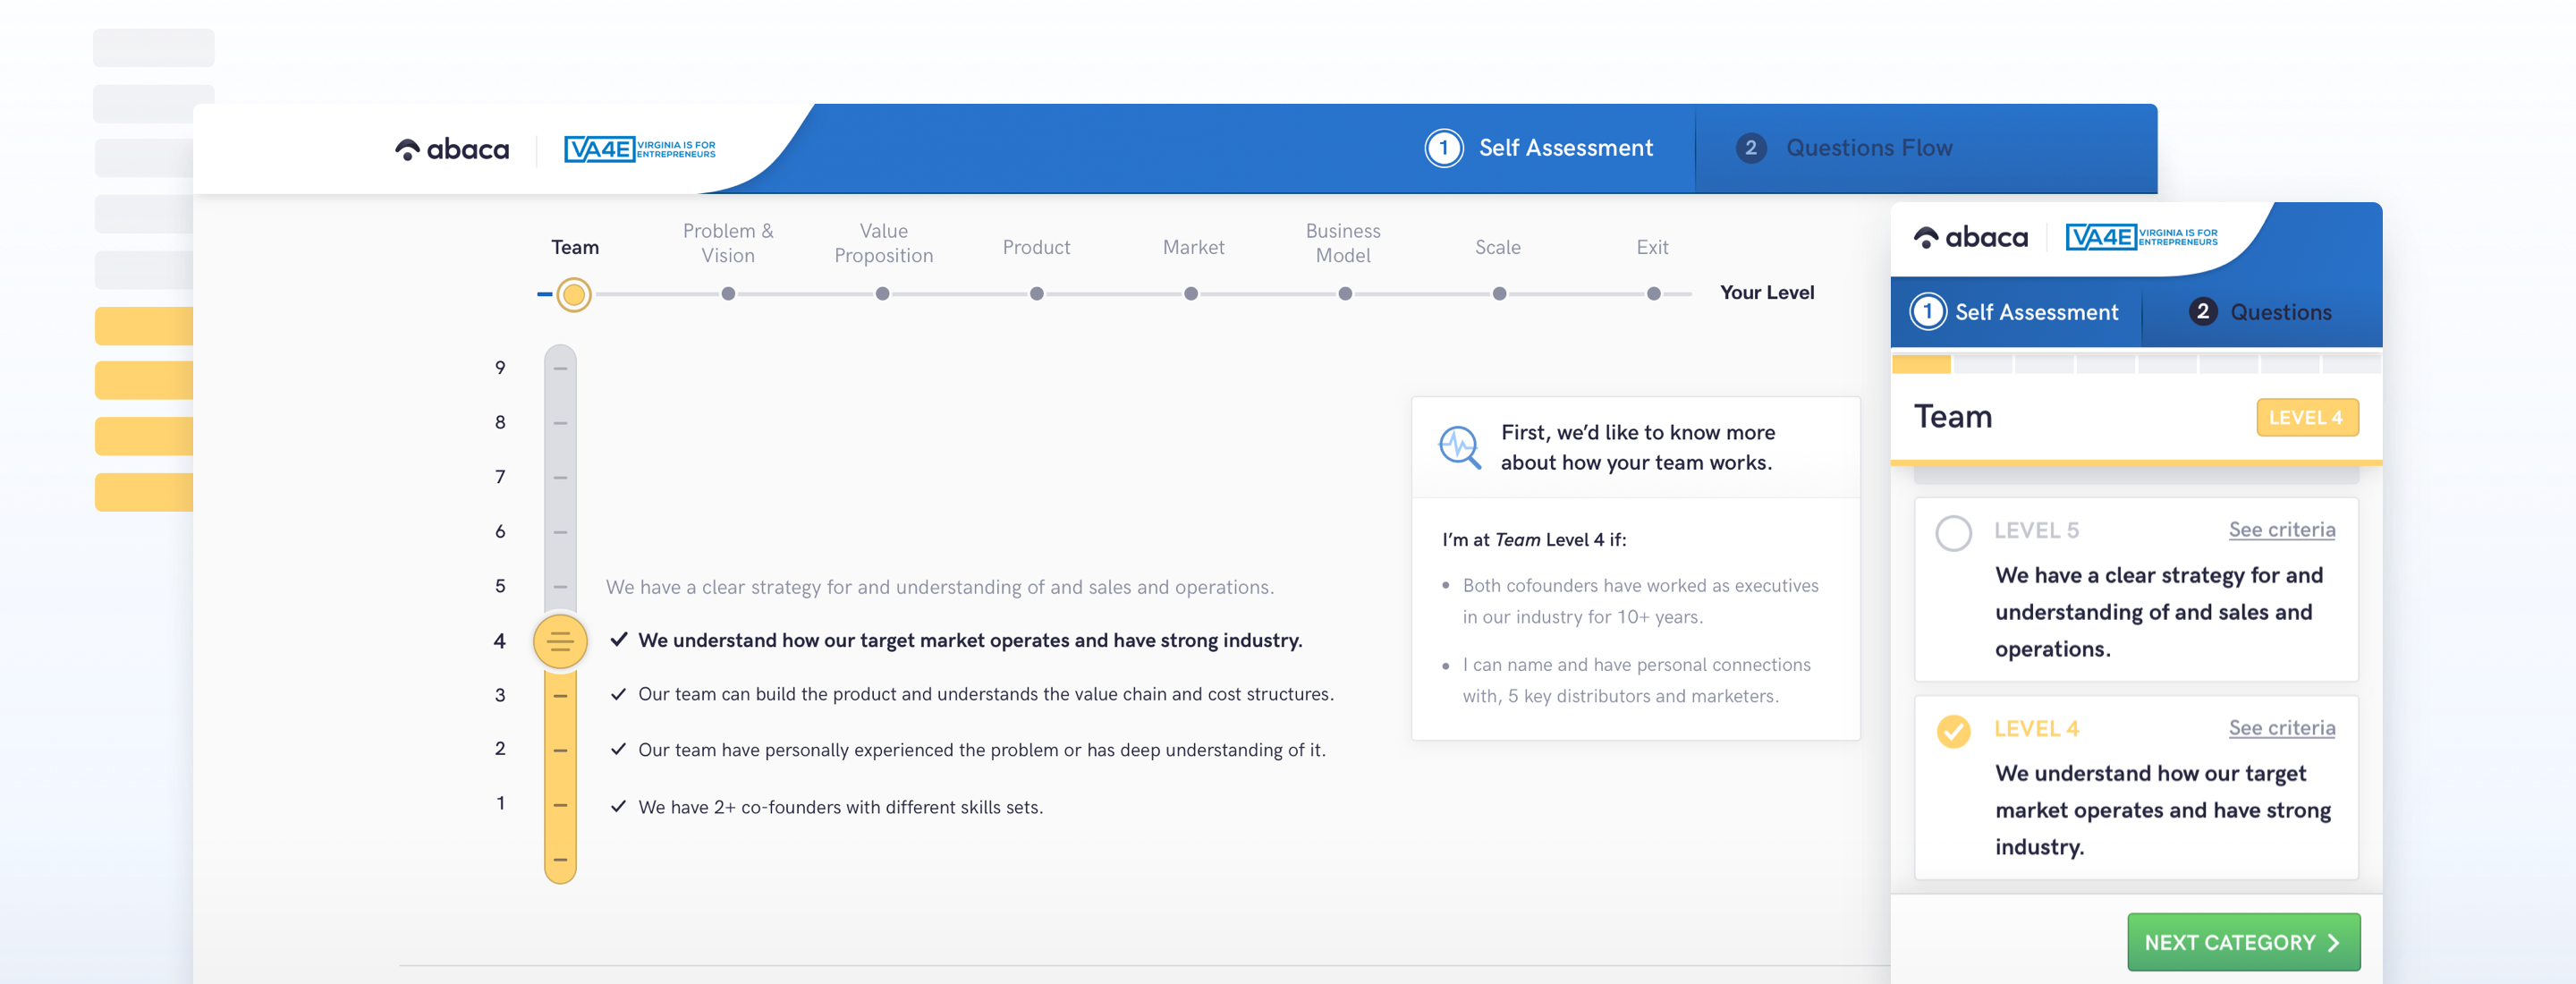 abaca
VA4E VIRGINIA IS FOR
ENTREPRENEURS
1 Self Assessment
2 Questions Flow
Team
Problem &
Vision
Value
Proposition
Product
Market
Business
Model
Scale
Exit
Your Level
9
8
7
6
5 We have a clear strategy for and understanding of and sales and operations.
4 We understand how our target market operates and have strong industry.
3 Our team can build the product and understands the value chain and cost structures.
2 Our team have personally experienced the problem or has deep understanding of it.
1 We have 2+ co-founders with different skills sets.
First, we’d like to know more
about how your team works.
I’m at Team Level 4 if:
• Both cofounders have worked as executives
in our industry for 10+ years.
• I can name and have personal connections
with, 5 key distributors and marketers.
abaca
VA4E VIRGINIA IS FOR
ENTREPRENEURS
1 Self Assessment
2 Questions
Team
LEVEL 4
LEVEL 5
See criteria
We have a clear strategy for and
understanding of and sales and
operations.
LEVEL 4
See criteria
We understand how our target
market operates and have strong
industry.
NEXT CATEGORY